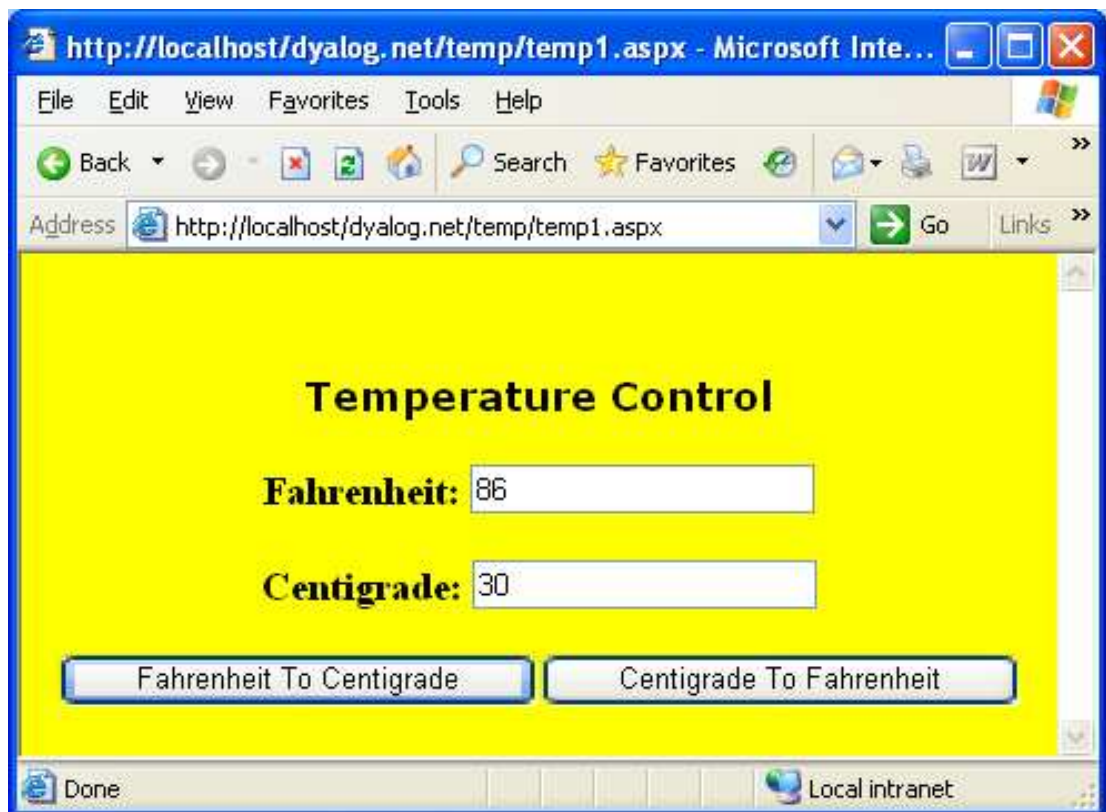 http://localhost/dyalog.net/temp/temp1.aspx - Microsoft Inte...
File Edit View Favorites Tools Help
Back Search Favorites W »
Address http://localhost/dyalog.net/temp/temp1.aspx Go Links »
Temperature Control
Fahrenheit: 86
Centigrade: 30
Fahrenheit To Centigrade Centigrade To Fahrenheit
Done Local intranet